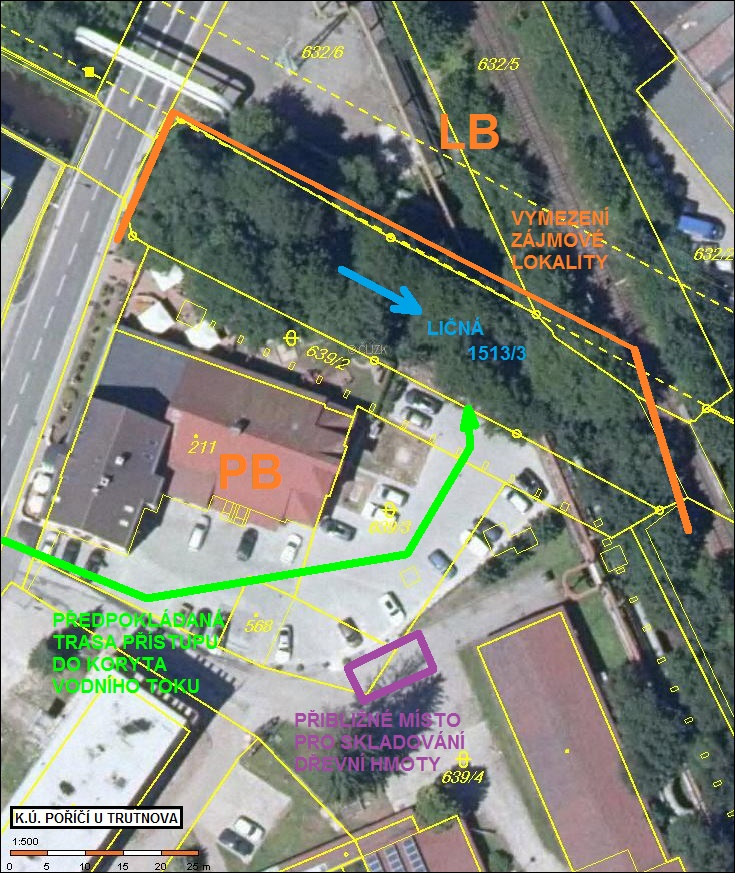 632/6
632/5
LB
VYMEZENÍ
ZÁJMOVÉ
LOKALITY
632/2
LIČNÁ
1513/3
© ČÚZK
639/2
211
PB
639/3
568
PŘEDPOKLÁDANÁ
TRASA PŘÍSTUPU
DO KORYTA
VODNÍHO TOKU
PŘIBLIŽNÉ MÍSTO
PRO SKLADOVÁNÍ
DŘEVNÍ HMOTY
639/4
K.Ú. POŘÍČÍ U TRUTNOVA
1:500
0 5 10 15 20 25 m